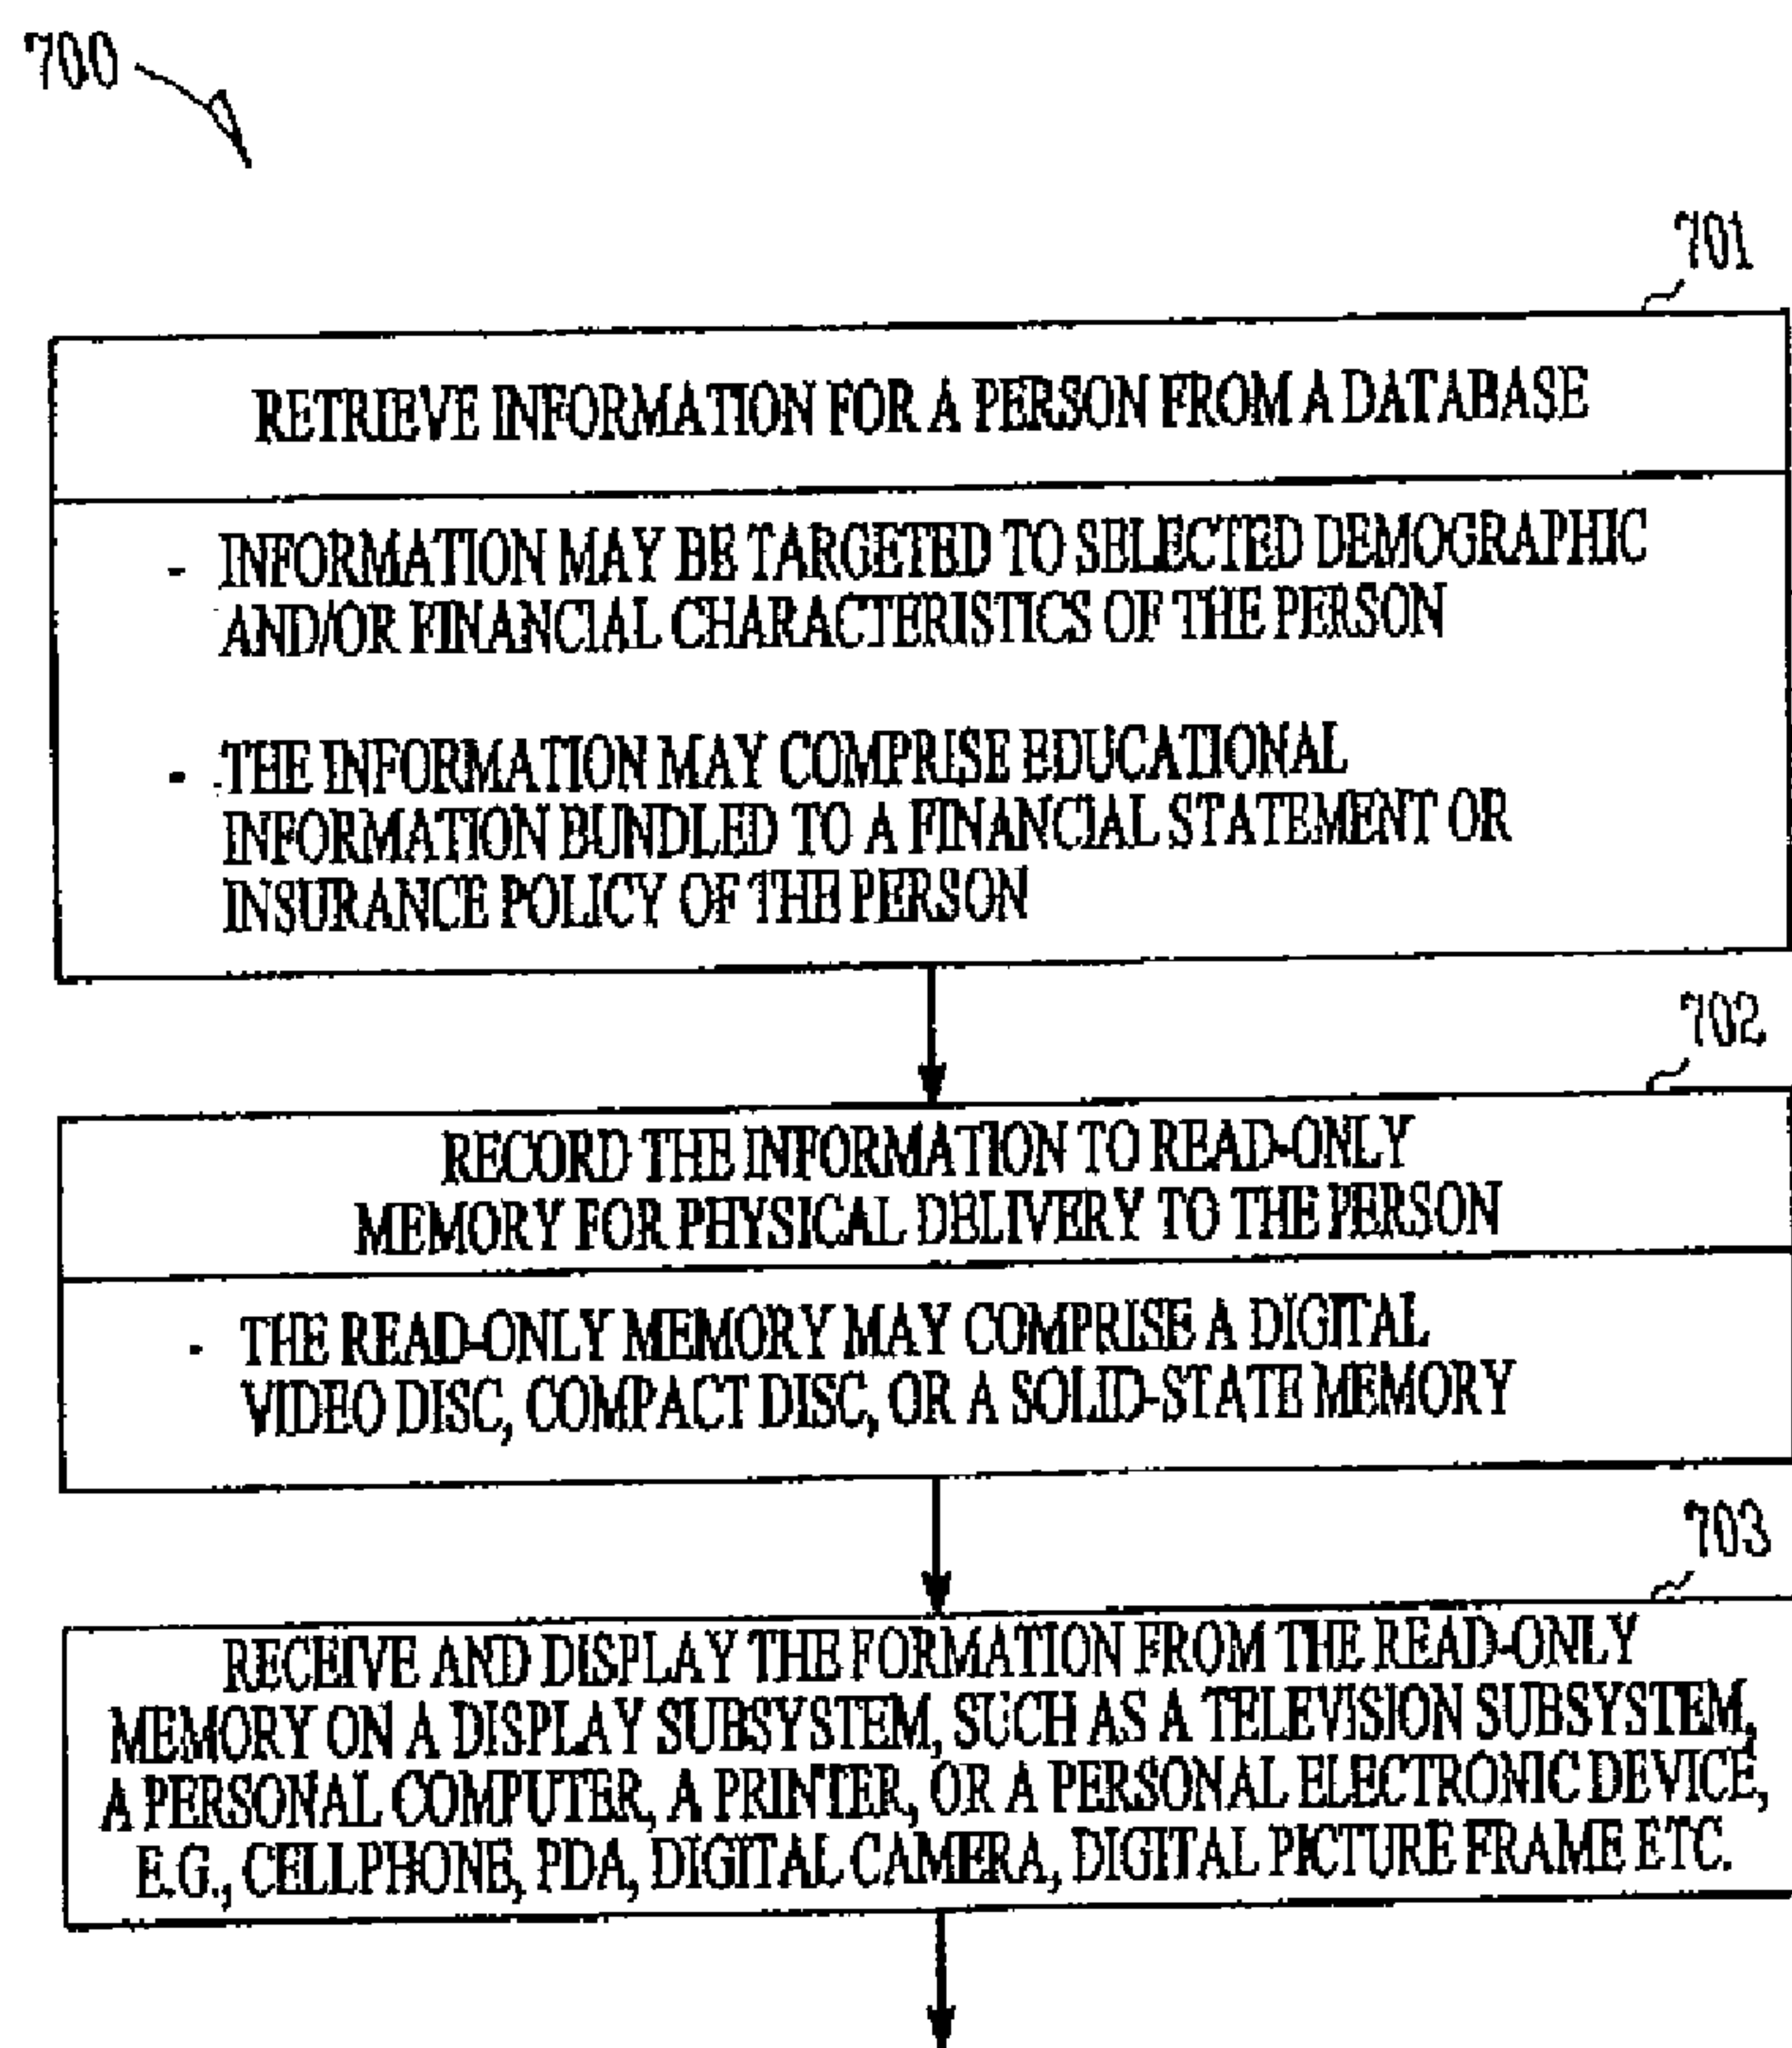 700
701
RETRIEVE INFORMATION FOR A PERSON FROM A DATABASE
- INFORMATION MAY BE TARGETED TO SELECTED DEMOGRAPHIC
AND/OR FINANCIAL CHARACTERISTICS OF THE PERSON
- THE INFORMATION MAY COMPRISE EDUCATIONAL
INFORMATION BUNDLED TO A FINANCIAL STATEMENT OR
INSURANCE POLICY OF THE PERSON
702
RECORD THE INFORMATION TO READ-ONLY
MEMORY FOR PHYSICAL DELIVERY TO THE PERSON
- THE READ-ONLY MEMORY MAY COMPRISE A DIGITAL
VIDEO DISC, COMPACT DISC, OR A SOLID-STATE MEMORY
703
RECEIVE AND DISPLAY THE FORMATION FROM THE READ-ONLY
MEMORY ON A DISPLAY SUBSYSTEM, SUCH AS A TELEVISION SUBSYSTEM,
A PERSONAL COMPUTER, A PRINTER, OR A PERSONAL ELECTRONIC DEVICE,
E.G., CELLPHONE, PDA, DIGITAL CAMERA, DIGITAL PICTURE FRAME ETC.